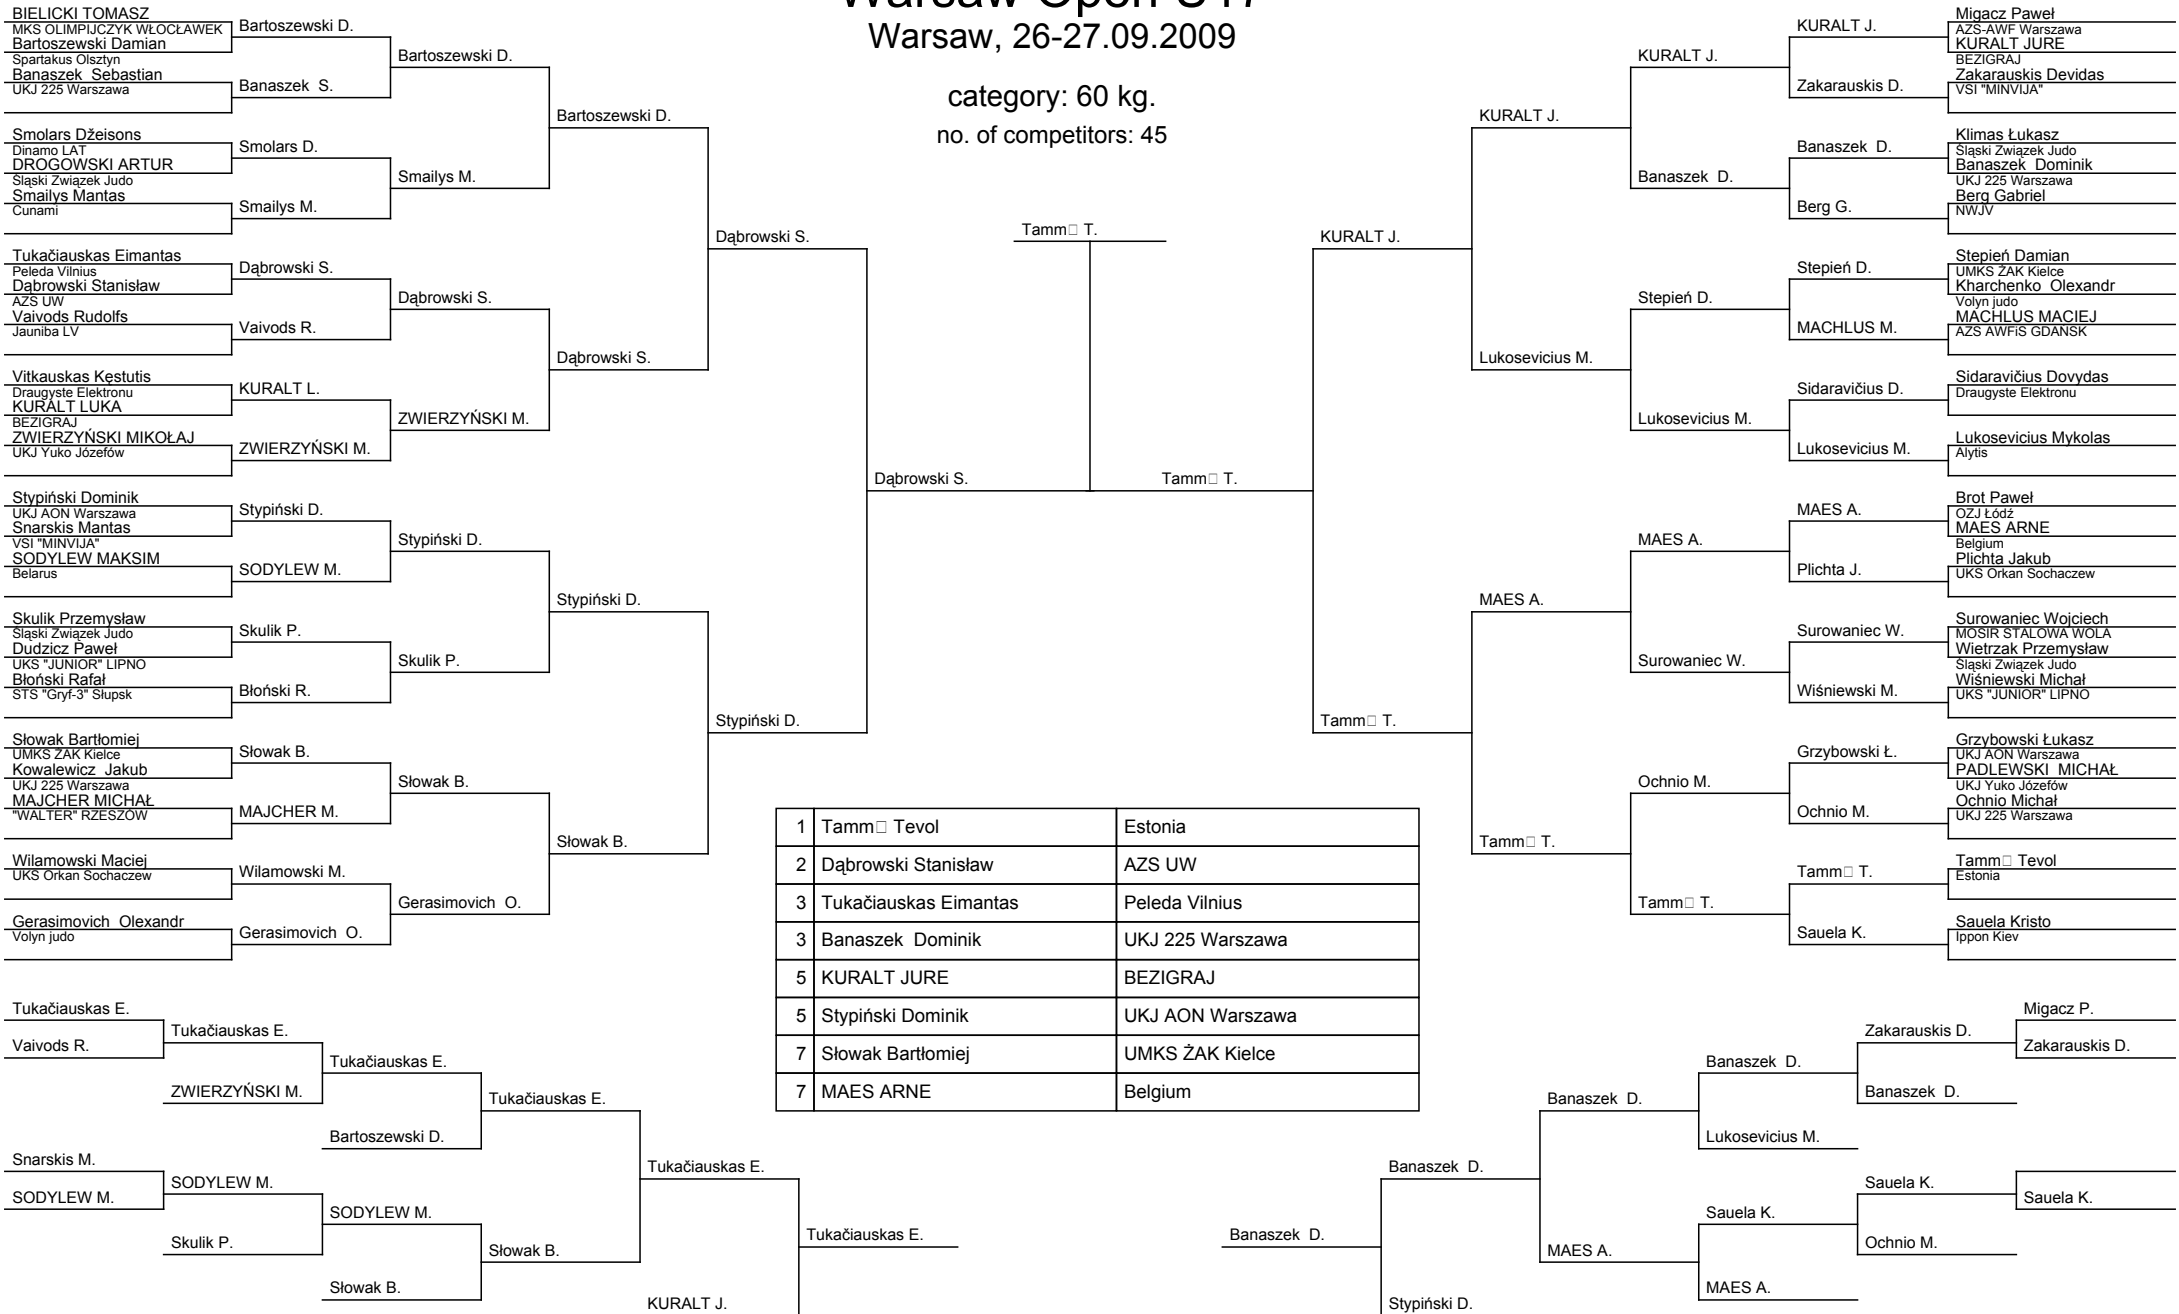 Warsaw Open U17
Warsaw, 26-27.09.2009
category: 60 kg.
no. of competitors: 45
BIELICKI TOMASZ
MKS OLIMPIJCZYK WŁOCŁAWEK
Bartoszewski Damian
Spartakus Olsztyn
Banaszek Sebastian
UKJ 225 Warszawa
Smolars Džeisons
Dinamo LAT
DROGOWSKI ARTUR
Śląski Związek Judo
Smailys Mantas
Cunami
Tukačiauskas Eimantas
Peleda Vilnius
Dąbrowski Stanisław
AZS UW
Vaivods Rudolfs
Jauniba LV
Vitkauskas Kęstutis
Draugyste Elektronu
KURALT LUKA
BEZIGRAJ
ZWIERZYŃSKI MIKOŁAJ
UKJ Yuko Józefów
Stypiński Dominik
UKJ AON Warszawa
Snarskis Mantas
VSI "MINVIJA"
SODYLEW MAKSIM
Belarus
Skulik Przemysław
Śląski Związek Judo
Dudzicz Paweł
UKS "JUNIOR" LIPNO
Błoński Rafał
STS "Gryf-3" Słupsk
Słowak Bartłomiej
UMKS ŻAK Kielce
Kowalewicz Jakub
UKJ 225 Warszawa
MAJCHER MICHAŁ
"WALTER" RZESZÓW
Wilamowski Maciej
UKS Orkan Sochaczew
Gerasimovich Olexandr
Volyn judo
Bartoszewski D.
Banaszek S.
Smolars D.
Smailys M.
Dąbrowski S.
Vaivods R.
KURALT L.
ZWIERZYŃSKI M.
Stypiński D.
SODYLEW M.
Skulik P.
Błoński R.
Słowak B.
MAJCHER M.
Wilamowski M.
Gerasimovich O.
Bartoszewski D.
Smailys M.
Dąbrowski S.
ZWIERZYŃSKI M.
Stypiński D.
Skulik P.
Słowak B.
Gerasimovich O.
Bartoszewski D.
Dąbrowski S.
Stypiński D.
Słowak B.
Dąbrowski S.
Stypiński D.
Dąbrowski S.
Tamm□ T.
Tamm□ T.
KURALT J.
Tamm□ T.
KURALT J.
Lukosevicius M.
MAES A.
Tamm□ T.
KURALT J.
Banaszek D.
Stepień D.
Lukosevicius M.
MAES A.
Surowaniec W.
Ochnio M.
Tamm□ T.
KURALT J.
Zakarauskis D.
Banaszek D.
Berg G.
Stepień D.
MACHLUS M.
Sidaravičius D.
Lukosevicius M.
MAES A.
Plichta J.
Surowaniec W.
Wiśniewski M.
Grzybowski Ł.
Ochnio M.
Tamm□ T.
Sauela K.
Migacz Paweł
AZS-AWF Warszawa
KURALT JURE
BEZIGRAJ
Zakarauskis Devidas
VSI "MINVIJA"
Klimas Łukasz
Śląski Związek Judo
Banaszek Dominik
UKJ 225 Warszawa
Berg Gabriel
NWJV
Stepień Damian
UMKS ŻAK Kielce
Kharchenko Olexandr
Volyn judo
MACHLUS MACIEJ
AZS AWFiS GDAŃSK
Sidaravičius Dovydas
Draugyste Elektronu
Lukosevicius Mykolas
Alytis
Brot Paweł
OZJ Łódź
MAES ARNE
Belgium
Plichta Jakub
UKS Orkan Sochaczew
Surowaniec Wojciech
MOSIR STALOWA WOLA
Wietrzak Przemysław
Śląski Związek Judo
Wiśniewski Michał
UKS "JUNIOR" LIPNO
Grzybowski Łukasz
UKJ AON Warszawa
PADLEWSKI MICHAŁ
UKJ Yuko Józefów
Ochnio Michał
UKJ 225 Warszawa
Tamm□ Tevol
Estonia
Sauela Kristo
Ippon Kiev
1 Tamm□ Tevol Estonia
2 Dąbrowski Stanisław AZS UW
3 Tukačiauskas Eimantas Peleda Vilnius
3 Banaszek Dominik UKJ 225 Warszawa
5 KURALT JURE BEZIGRAJ
5 Stypiński Dominik UKJ AON Warszawa
7 Słowak Bartłomiej UMKS ŻAK Kielce
7 MAES ARNE Belgium
Tukačiauskas E.
Vaivods R.
Snarskis M.
SODYLEW M.
Tukačiauskas E.
ZWIERZYŃSKI M.
SODYLEW M.
Skulik P.
Tukačiauskas E.
Bartoszewski D.
SODYLEW M.
Słowak B.
Tukačiauskas E.
Słowak B.
Tukačiauskas E.
KURALT J.
Tukačiauskas E.
Banaszek D.
Banaszek D.
Stypiński D.
Banaszek D.
MAES A.
Banaszek D.
Lukosevicius M.
Sauela K.
MAES A.
Zakarauskis D.
Banaszek D.
Sauela K.
Ochnio M.
Migacz P.
Zakarauskis D.
Sauela K.